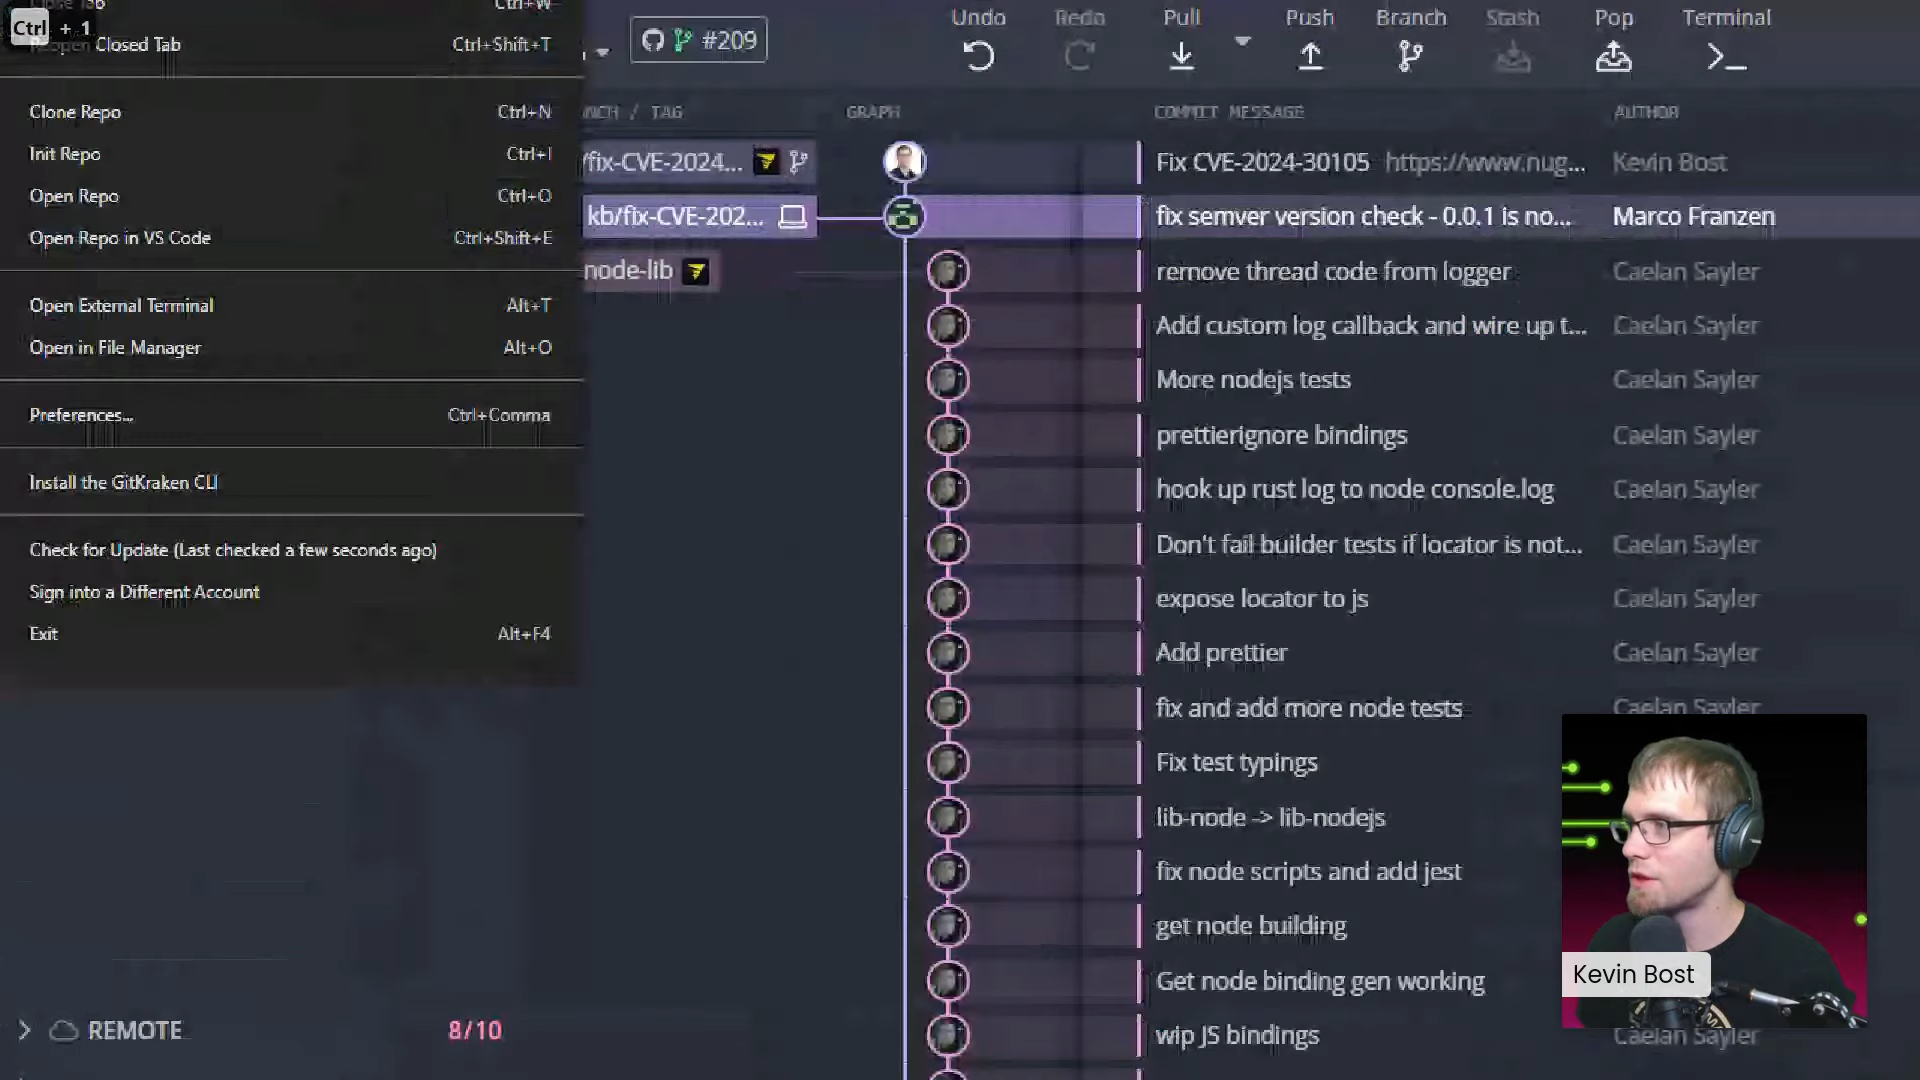 Close Tab Ctrl+W
Ctrl + 1
Reopen Closed Tab Ctrl+Shift+T
Clone Repo Ctrl+N
Init Repo Ctrl+I
Open Repo Ctrl+O
Open Repo in VS Code Ctrl+Shift+E
Open External Terminal Alt+T
Open in File Manager Alt+O
Preferences... Ctrl+Comma
Install the GitKraken CLI
Check for Update (Last checked a few seconds ago)
Sign into a Different Account
Exit Alt+F4
REMOTE 8/10
#209
Undo Redo Pull Push Branch Stash Pop Terminal
NCH / TAG GRAPH COMMIT MESSAGE AUTHOR
/fix-CVE-2024... Fix CVE-2024-30105 https://www.nug... Kevin Bost
kb/fix-CVE-202... fix semver version check - 0.0.1 is no... Marco Franzen
node-lib remove thread code from logger Caelan Sayler
Add custom log callback and wire up t... Caelan Sayler
More nodejs tests Caelan Sayler
prettierignore bindings Caelan Sayler
hook up rust log to node console.log Caelan Sayler
Don't fail builder tests if locator is not... Caelan Sayler
expose locator to js Caelan Sayler
Add prettier Caelan Sayler
fix and add more node tests Caelan Sayler
Fix test typings
lib-node -> lib-nodejs
fix node scripts and add jest
get node building
Get node binding gen working
wip JS bindings Caelan Sayler
Kevin Bost